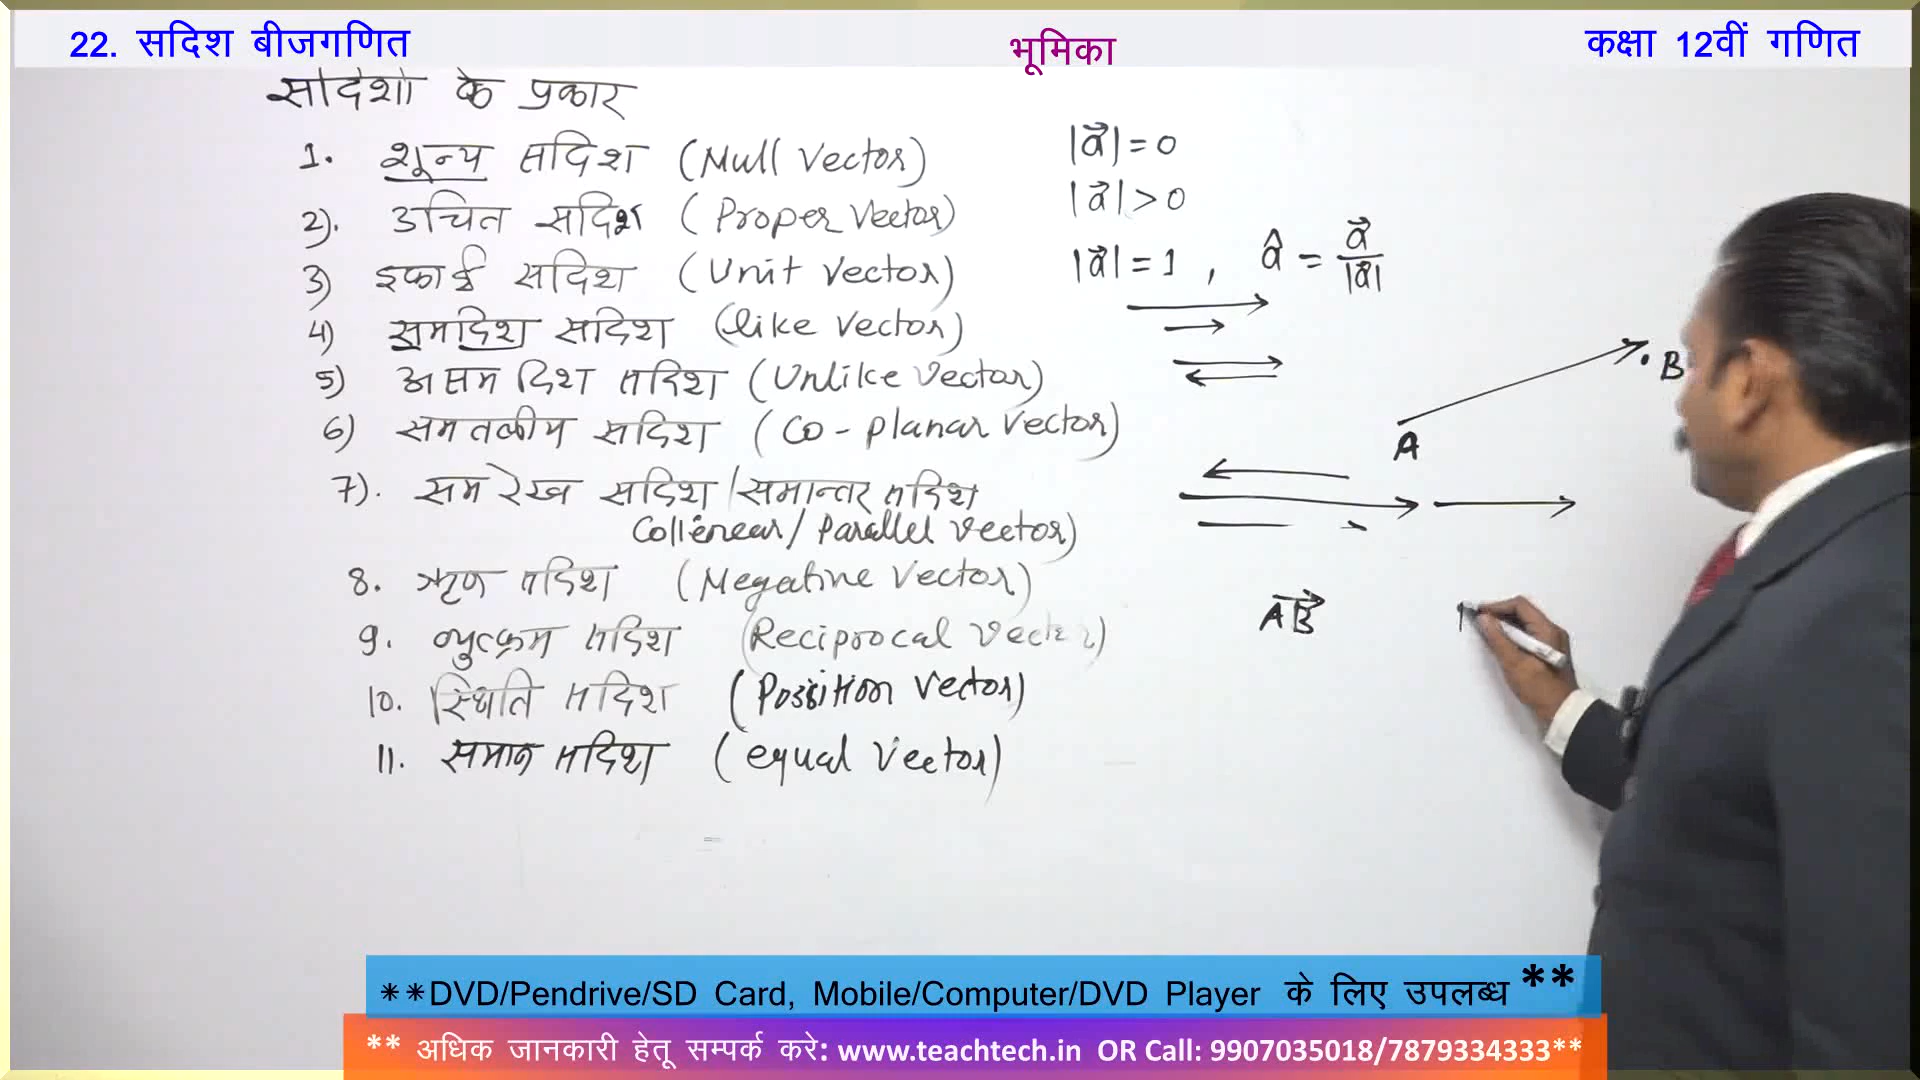 22. सदिश बीजगणित
भूमिका
कक्षा 12वीं गणित
सदिशों के प्रकार
1. शून्य सदिश (Null Vector) |a⃗| = 0
2). उचित सदिश (Proper Vector) |a⃗| > 0
3) इकाई सदिश (Unit Vector) |a⃗| = 1 , â = a⃗/|a⃗|
4) समदिश सदिश (like Vector)
5) असमदिश सदिश (Unlike Vector)
6) समतलीय सदिश (Co-planar Vector)
7). समरेख सदिश/समान्तर सदिश
Collinear/Parallel Vector)
8. ऋण सदिश (Negative Vector)
9. व्युत्क्रम सदिश (Reciprocal Vector)
10. स्थिति सदिश (Possition Vector)
11. समान सदिश (equal Vector)
B
A
AB⃗
**DVD/Pendrive/SD Card, Mobile/Computer/DVD Player के लिए उपलब्ध **
** अधिक जानकारी हेतू सम्पर्क करे: www.teachtech.in OR Call: 9907035018/7879334333**